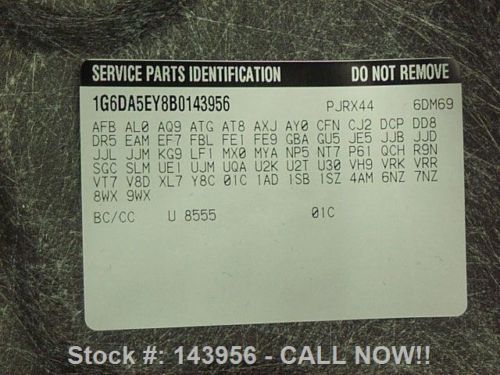 SERVICE PARTS IDENTIFICATION DO NOT REMOVE
1G6DA5EY8B0143956 PJRX44 6DM69
AFB AL0 AQ9 ATG AT8 AXJ AY0 CFN CJ2 DCP DD8
DR5 EAM EF7 FBL FE1 FE9 GBA GU5 JE5 JJB JJD
JJL JJM KG9 LF1 MX0 MYA NP5 NT7 P61 QCH R9N
SGC SLM UE1 UJM UQA U2K U2T U30 VH9 VRK VRR
VT7 V8D XL7 Y8C 01C 1AD 1SB 1SZ 4AM 6NZ 7NZ
8WX 9WX
BC/CC U 8555 01C
Stock #: 143956 - CALL NOW!!